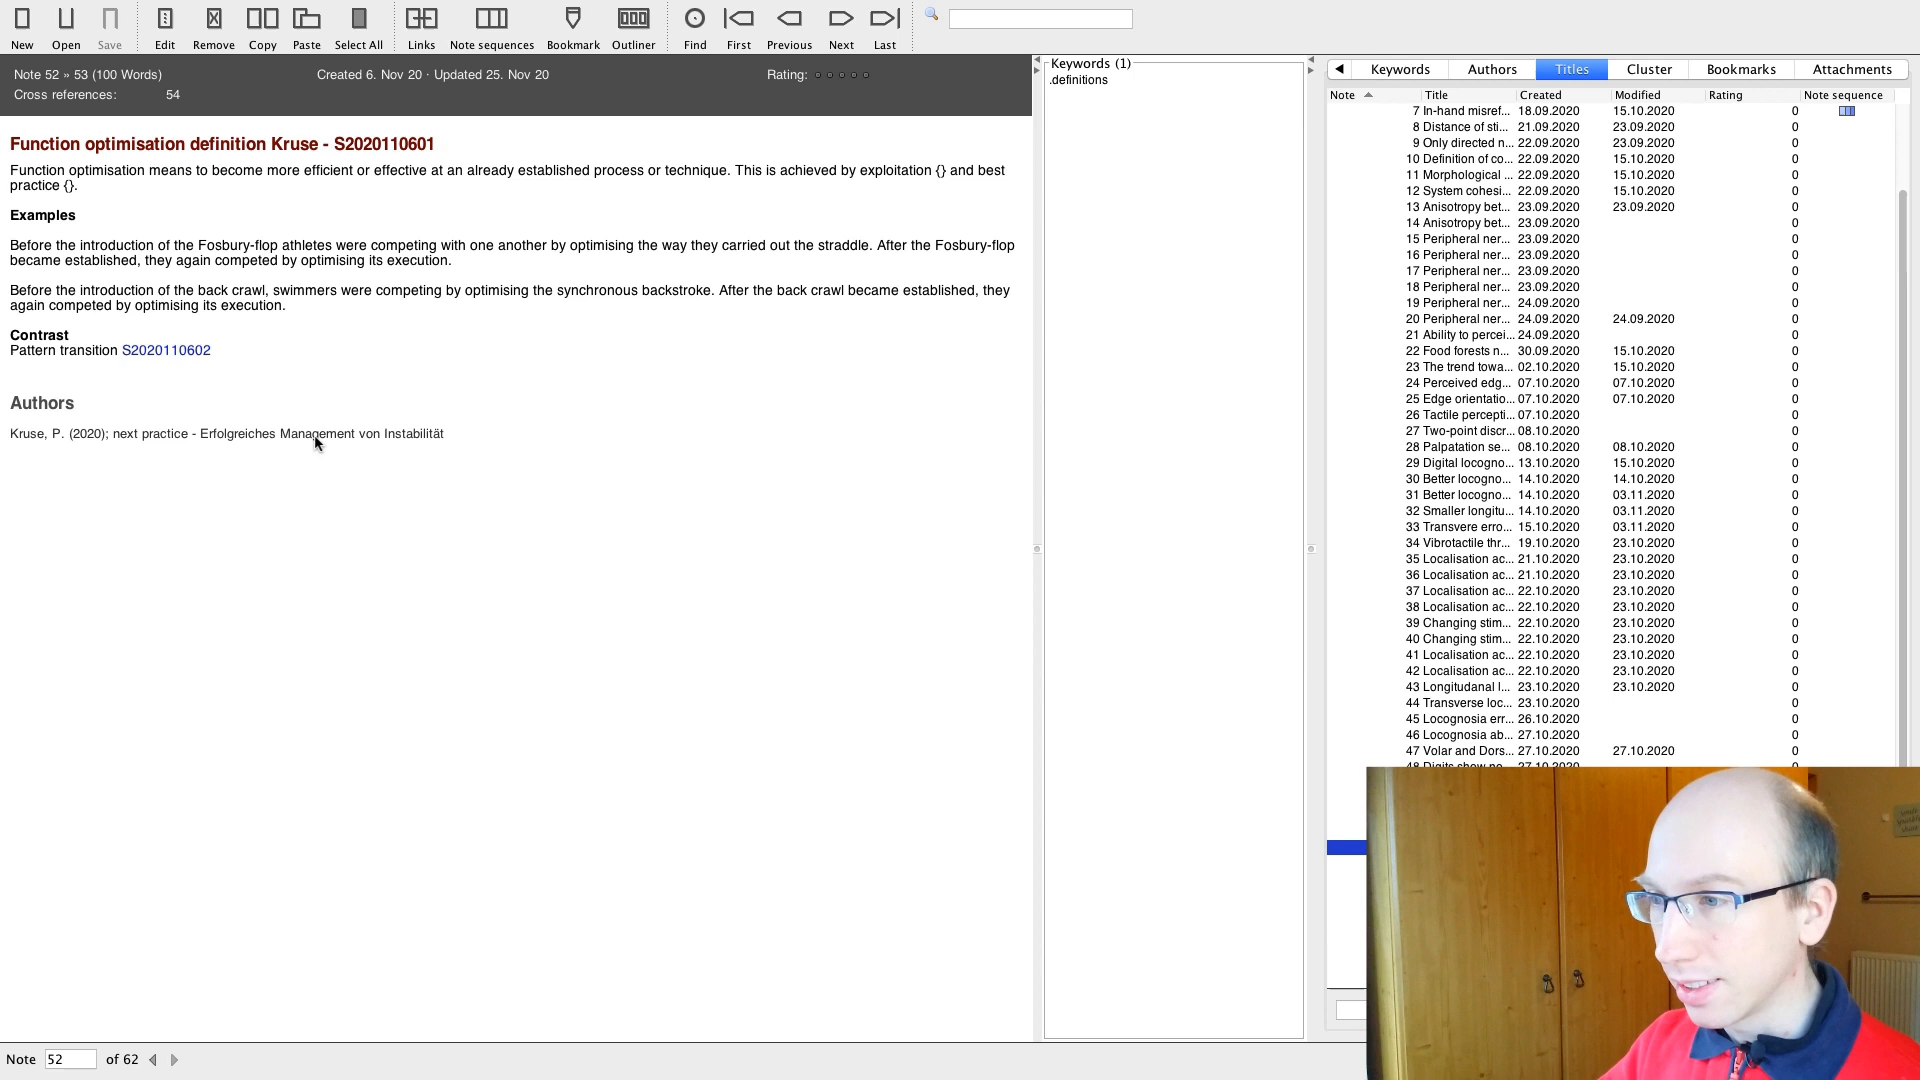 New Open Save Edit Remove Copy Paste Select All Links Note sequences Bookmark Outliner Find First Previous Next Last
Note 52 » 53 (100 Words) Created 6. Nov 20 · Updated 25. Nov 20 Rating:
Cross references: 54
Function optimisation definition Kruse - S2020110601
Function optimisation means to become more efficient or effective at an already established process or technique. This is achieved by exploitation {} and best
practice {}.
Examples
Before the introduction of the Fosbury-flop athletes were competing with one another by optimising the way they carried out the straddle. After the Fosbury-flop
became established, they again competed by optimising its execution.
Before the introduction of the back crawl, swimmers were competing by optimising the synchronous backstroke. After the back crawl became established, they
again competed by optimising its execution.
Contrast
Pattern transition S2020110602
Authors
Kruse, P. (2020); next practice - Erfolgreiches Management von Instabilität
Keywords (1)
.definitions
Keywords Authors Titles Cluster Bookmarks Attachments
Note Title Created Modified Rating Note sequence
7 In-hand misref... 18.09.2020 15.10.2020 0
8 Distance of sti... 21.09.2020 23.09.2020 0
9 Only directed n... 22.09.2020 23.09.2020 0
10 Definition of co... 22.09.2020 15.10.2020 0
11 Morphological ... 22.09.2020 15.10.2020 0
12 System cohesi... 22.09.2020 15.10.2020 0
13 Anisotropy bet... 23.09.2020 23.09.2020 0
14 Anisotropy bet... 23.09.2020 0
15 Peripheral ner... 23.09.2020 0
16 Peripheral ner... 23.09.2020 0
17 Peripheral ner... 23.09.2020 0
18 Peripheral ner... 23.09.2020 0
19 Peripheral ner... 24.09.2020 0
20 Peripheral ner... 24.09.2020 24.09.2020 0
21 Ability to percei... 24.09.2020 0
22 Food forests n... 30.09.2020 15.10.2020 0
23 The trend towa... 02.10.2020 15.10.2020 0
24 Perceived edg... 07.10.2020 07.10.2020 0
25 Edge orientatio... 07.10.2020 07.10.2020 0
26 Tactile percepti... 07.10.2020 0
27 Two-point discr... 08.10.2020 0
28 Palpatation se... 08.10.2020 08.10.2020 0
29 Digital locogno... 13.10.2020 15.10.2020 0
30 Better locogno... 14.10.2020 14.10.2020 0
31 Better locogno... 14.10.2020 03.11.2020 0
32 Smaller longitu... 14.10.2020 03.11.2020 0
33 Transvere erro... 15.10.2020 03.11.2020 0
34 Vibrotactile thr... 19.10.2020 23.10.2020 0
35 Localisation ac... 21.10.2020 23.10.2020 0
36 Localisation ac... 21.10.2020 23.10.2020 0
37 Localisation ac... 22.10.2020 23.10.2020 0
38 Localisation ac... 22.10.2020 23.10.2020 0
39 Changing stim... 22.10.2020 23.10.2020 0
40 Changing stim... 22.10.2020 23.10.2020 0
41 Localisation ac... 22.10.2020 23.10.2020 0
42 Localisation ac... 22.10.2020 23.10.2020 0
43 Longitudanal l... 23.10.2020 23.10.2020 0
44 Transverse loc... 23.10.2020 0
45 Locognosia err... 26.10.2020 0
46 Locognosia ab... 27.10.2020 0
47 Volar and Dors... 27.10.2020 27.10.2020 0
Note 52 of 62